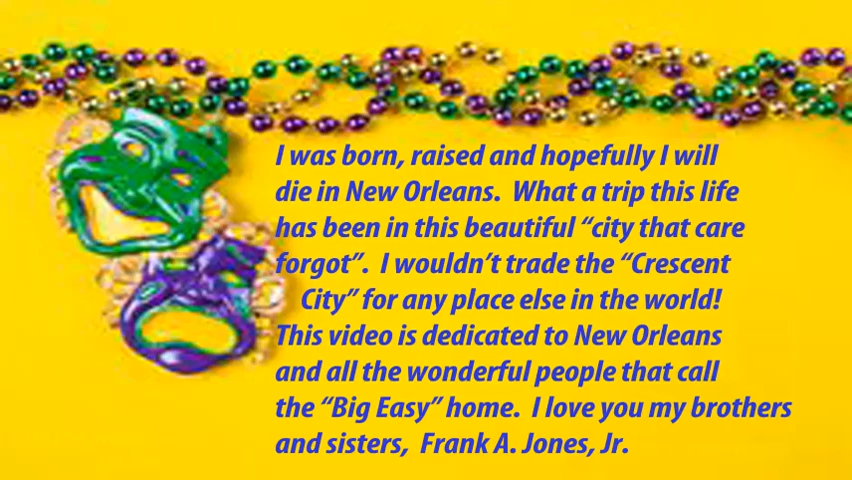 I was born, raised and hopefully I will
die in New Orleans.  What a trip this life
has been in this beautiful “city that care
forgot”.  I wouldn’t trade the “Crescent
City” for any place else in the world!
This video is dedicated to New Orleans
and all the wonderful people that call
the “Big Easy” home.  I love you my brothers
and sisters,  Frank A. Jones, Jr.